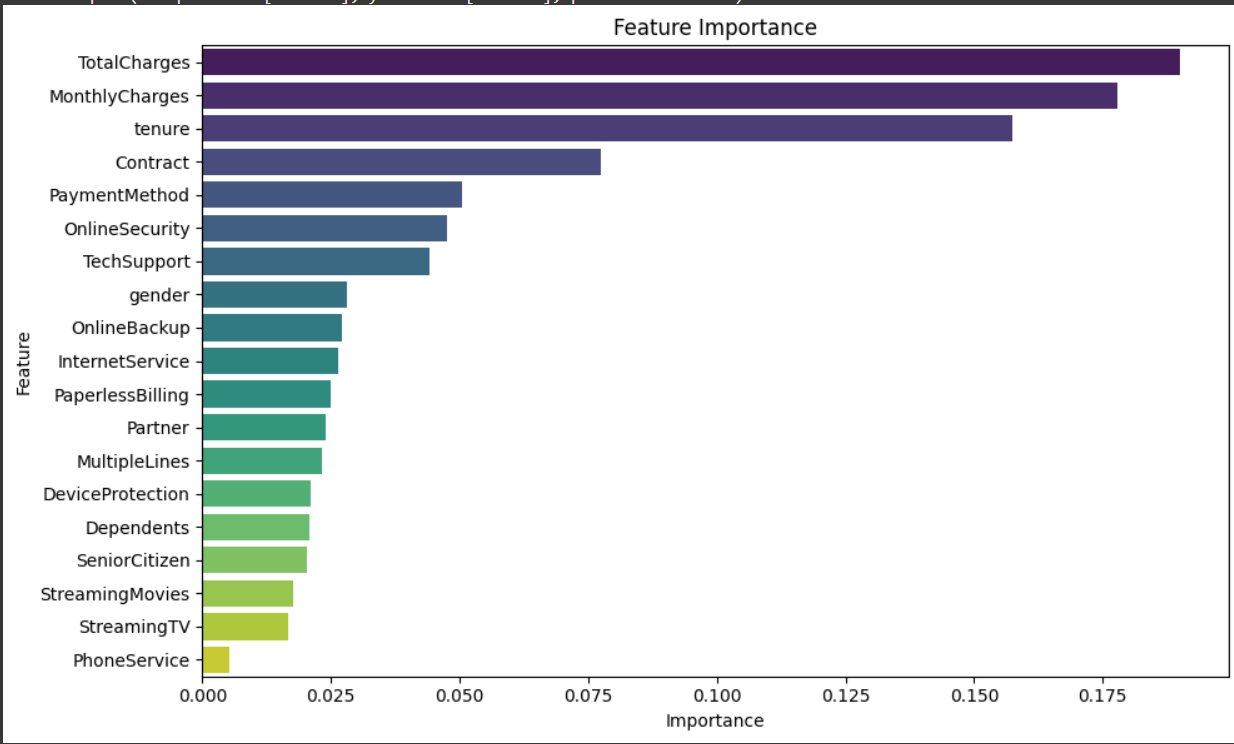 Feature Importance
TotalCharges
MonthlyCharges
tenure
Contract
PaymentMethod
OnlineSecurity
TechSupport
gender
OnlineBackup
InternetService
PaperlessBilling
Partner
MultipleLines
DeviceProtection
Dependents
SeniorCitizen
StreamingMovies
StreamingTV
PhoneService
Feature
0.000 0.025 0.050 0.075 0.100 0.125 0.150 0.175
Importance